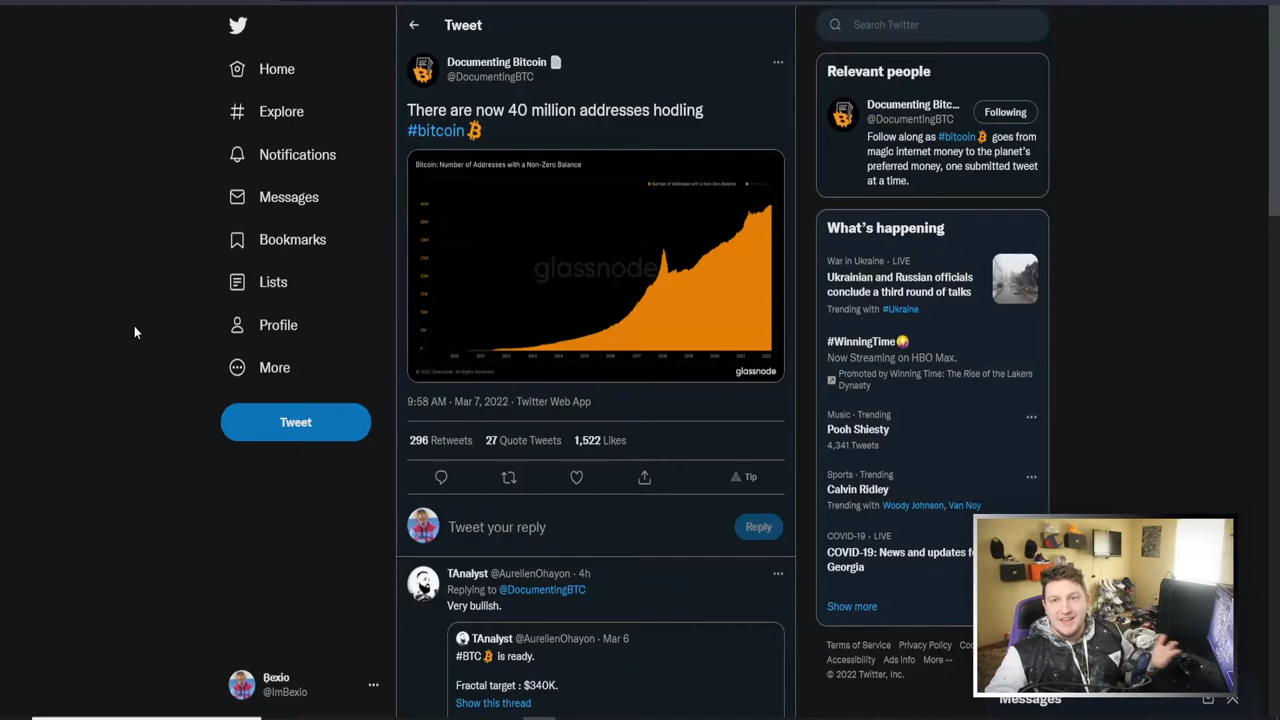 Home
Explore
Notifications
Messages
Bookmarks
Lists
Profile
More
Tweet
Bexio
@ImBexio
Tweet
Documenting Bitcoin
@DocumentingBTC
There are now 40 million addresses hodling
#bitcoin
Bitcoin: Number of Addresses with a Non-Zero Balance
Number of Addresses with a Non-Zero Balance
glassnode
glassnode
9:58 AM · Mar 7, 2022 · Twitter Web App
296 Retweets 27 Quote Tweets 1,522 Likes
Tip
Tweet your reply
Reply
TAnalyst @AurelienOhayon · 4h
Replying to @DocumentingBTC
Very bullish.
TAnalyst @AurelienOhayon · Mar 6
#BTC is ready.
Fractal target : $340K.
Show this thread
Search Twitter
Relevant people
Documenting Bitc...
@DocumentingBTC
Following
Follow along as #bitcoin goes from
magic internet money to the planet's
preferred money, one submitted tweet
at a time.
What's happening
War in Ukraine · LIVE
Ukrainian and Russian officials
conclude a third round of talks
Trending with #Ukraine
#WinningTime
Now Streaming on HBO Max.
Promoted by Winning Time: The Rise of the Lakers
Dynasty
Music · Trending
Pooh Shiesty
4,341 Tweets
Sports · Trending
Calvin Ridley
Trending with Woody Johnson, Van Noy
COVID-19 · LIVE
COVID-19: News and updates
Georgia
Show more
Terms of Service Privacy Policy
Accessibility Ads info More ···
© 2022 Twitter, Inc.
Messages